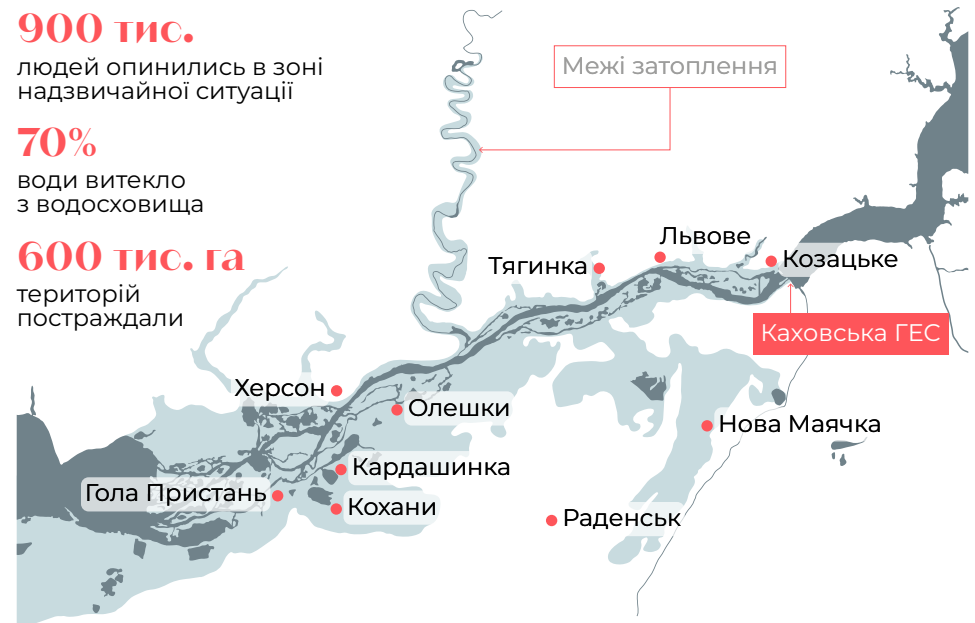 900 тис.
людей опинились в зоні
надзвичайної ситуації
70%
води витекло
з водосховища
600 тис. га
територій
постраждали
Межі затоплення
Львове
Тягинка
Козацьке
Каховська ГЕС
Херсон
Олешки
Нова Маячка
Кардашинка
Гола Пристань
Кохани
Раденськ